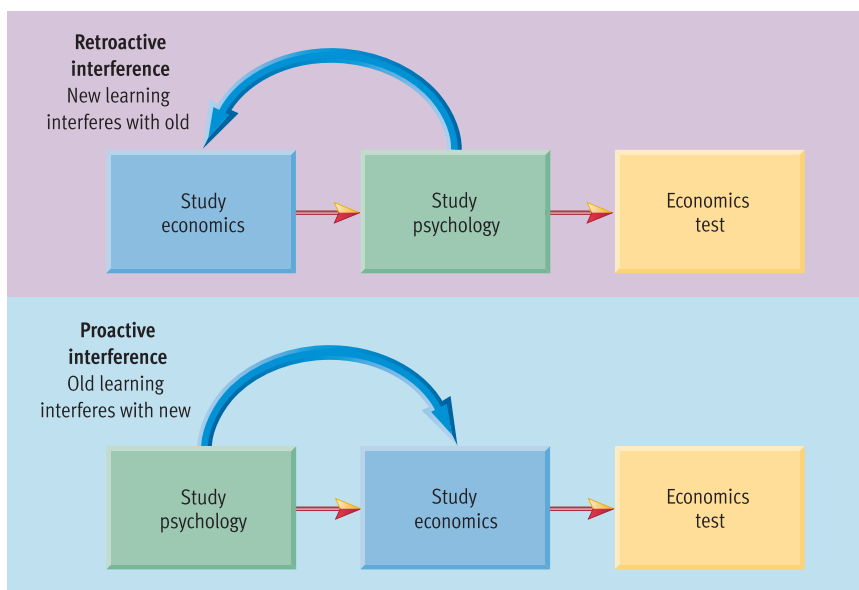 Retroactive
interference
New learning
interferes with old
Study
economics
Study
psychology
Economics
test
Proactive
interference
Old learning
interferes with new
Study
psychology
Study
economics
Economics
test